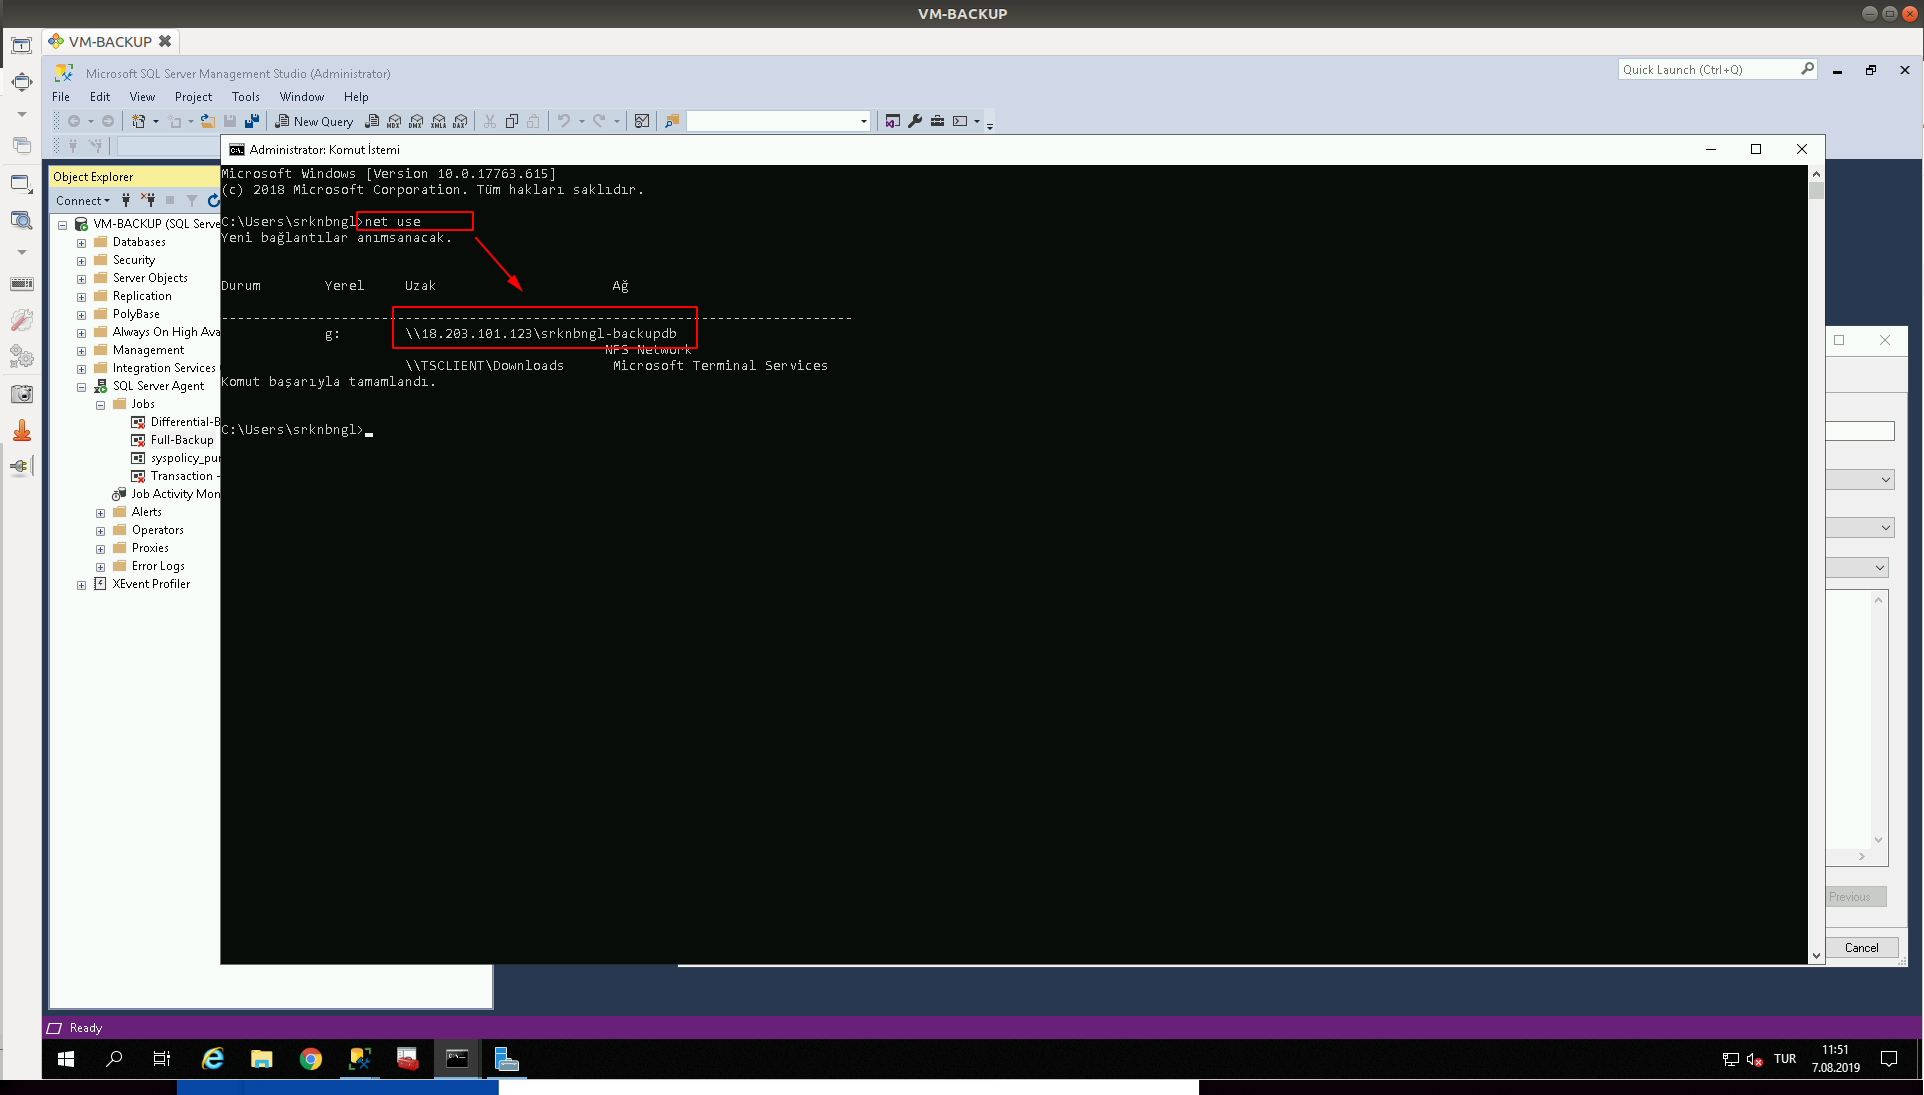 VM-BACKUP
VM-BACKUP
Microsoft SQL Server Management Studio (Administrator)
Quick Launch (Ctrl+Q)
File Edit View Project Tools Window Help
New Query
MDX DMX XMLA DAX
Administrator: Komut İstemi
Microsoft Windows [Version 10.0.17763.615]
(c) 2018 Microsoft Corporation. Tüm hakları saklıdır.
C:\Users\srknbngl>net use
Yeni bağlantılar anımsanacak.
Durum Yerel Uzak Ağ
-------------------------------------------------------------------------------
g: \\18.203.101.123\srknbngl-backupdb
NFS Network
\\TSCLIENT\Downloads Microsoft Terminal Services
Komut başarıyla tamamlandı.
C:\Users\srknbngl>
Object Explorer
Connect
VM-BACKUP (SQL Serve
Databases
Security
Server Objects
Replication
PolyBase
Always On High Ava
Management
Integration Services
SQL Server Agent
Jobs
Differential-B
Full-Backup
syspolicy_pur
Transaction -
Job Activity Mon
Alerts
Operators
Proxies
Error Logs
XEvent Profiler
Previous
Cancel
Ready
TUR
11:51
7.08.2019